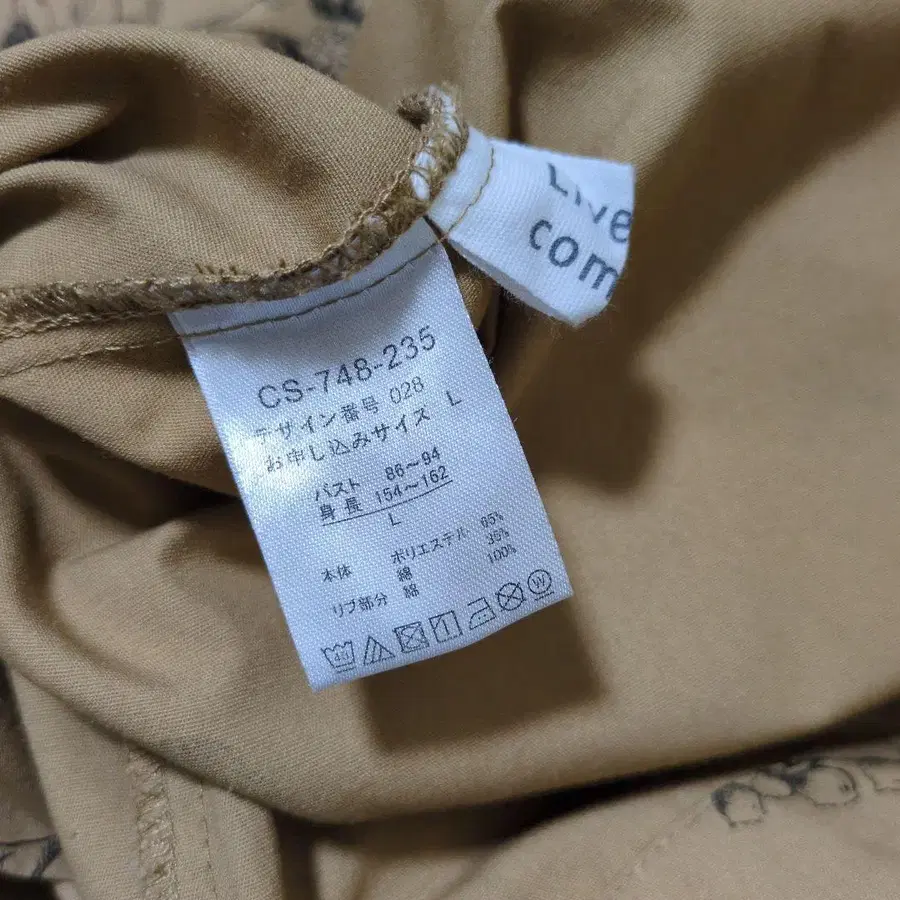 Live
com
CS-748-235
デザイン番号 028
お申し込みサイズ L
バスト 86～94
身長 154～162
L
本体 ポリエステル 65%
綿 35%
リブ部分 綿 100%
40
W